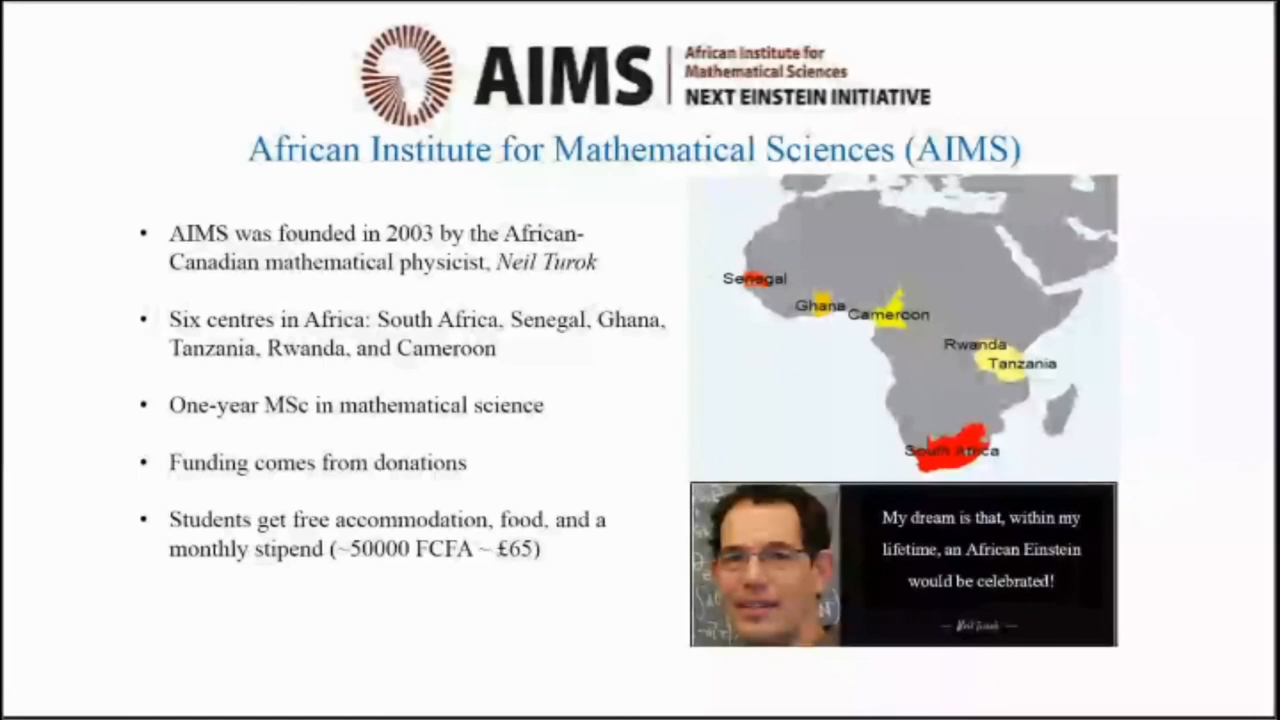 AIMS
African Institute for
Mathematical Sciences
NEXT EINSTEIN INITIATIVE
African Institute for Mathematical Sciences (AIMS)
• AIMS was founded in 2003 by the African-
Canadian mathematical physicist, Neil Turok
• Six centres in Africa: South Africa, Senegal, Ghana,
Tanzania, Rwanda, and Cameroon
• One-year MSc in mathematical science
• Funding comes from donations
• Students get free accommodation, food, and a
monthly stipend (~50000 FCFA ~ £65)
Senegal
Ghana
Cameroon
Rwanda
Tanzania
South Africa
My dream is that, within my
lifetime, an African Einstein
would be celebrated!
— Neil Turok —